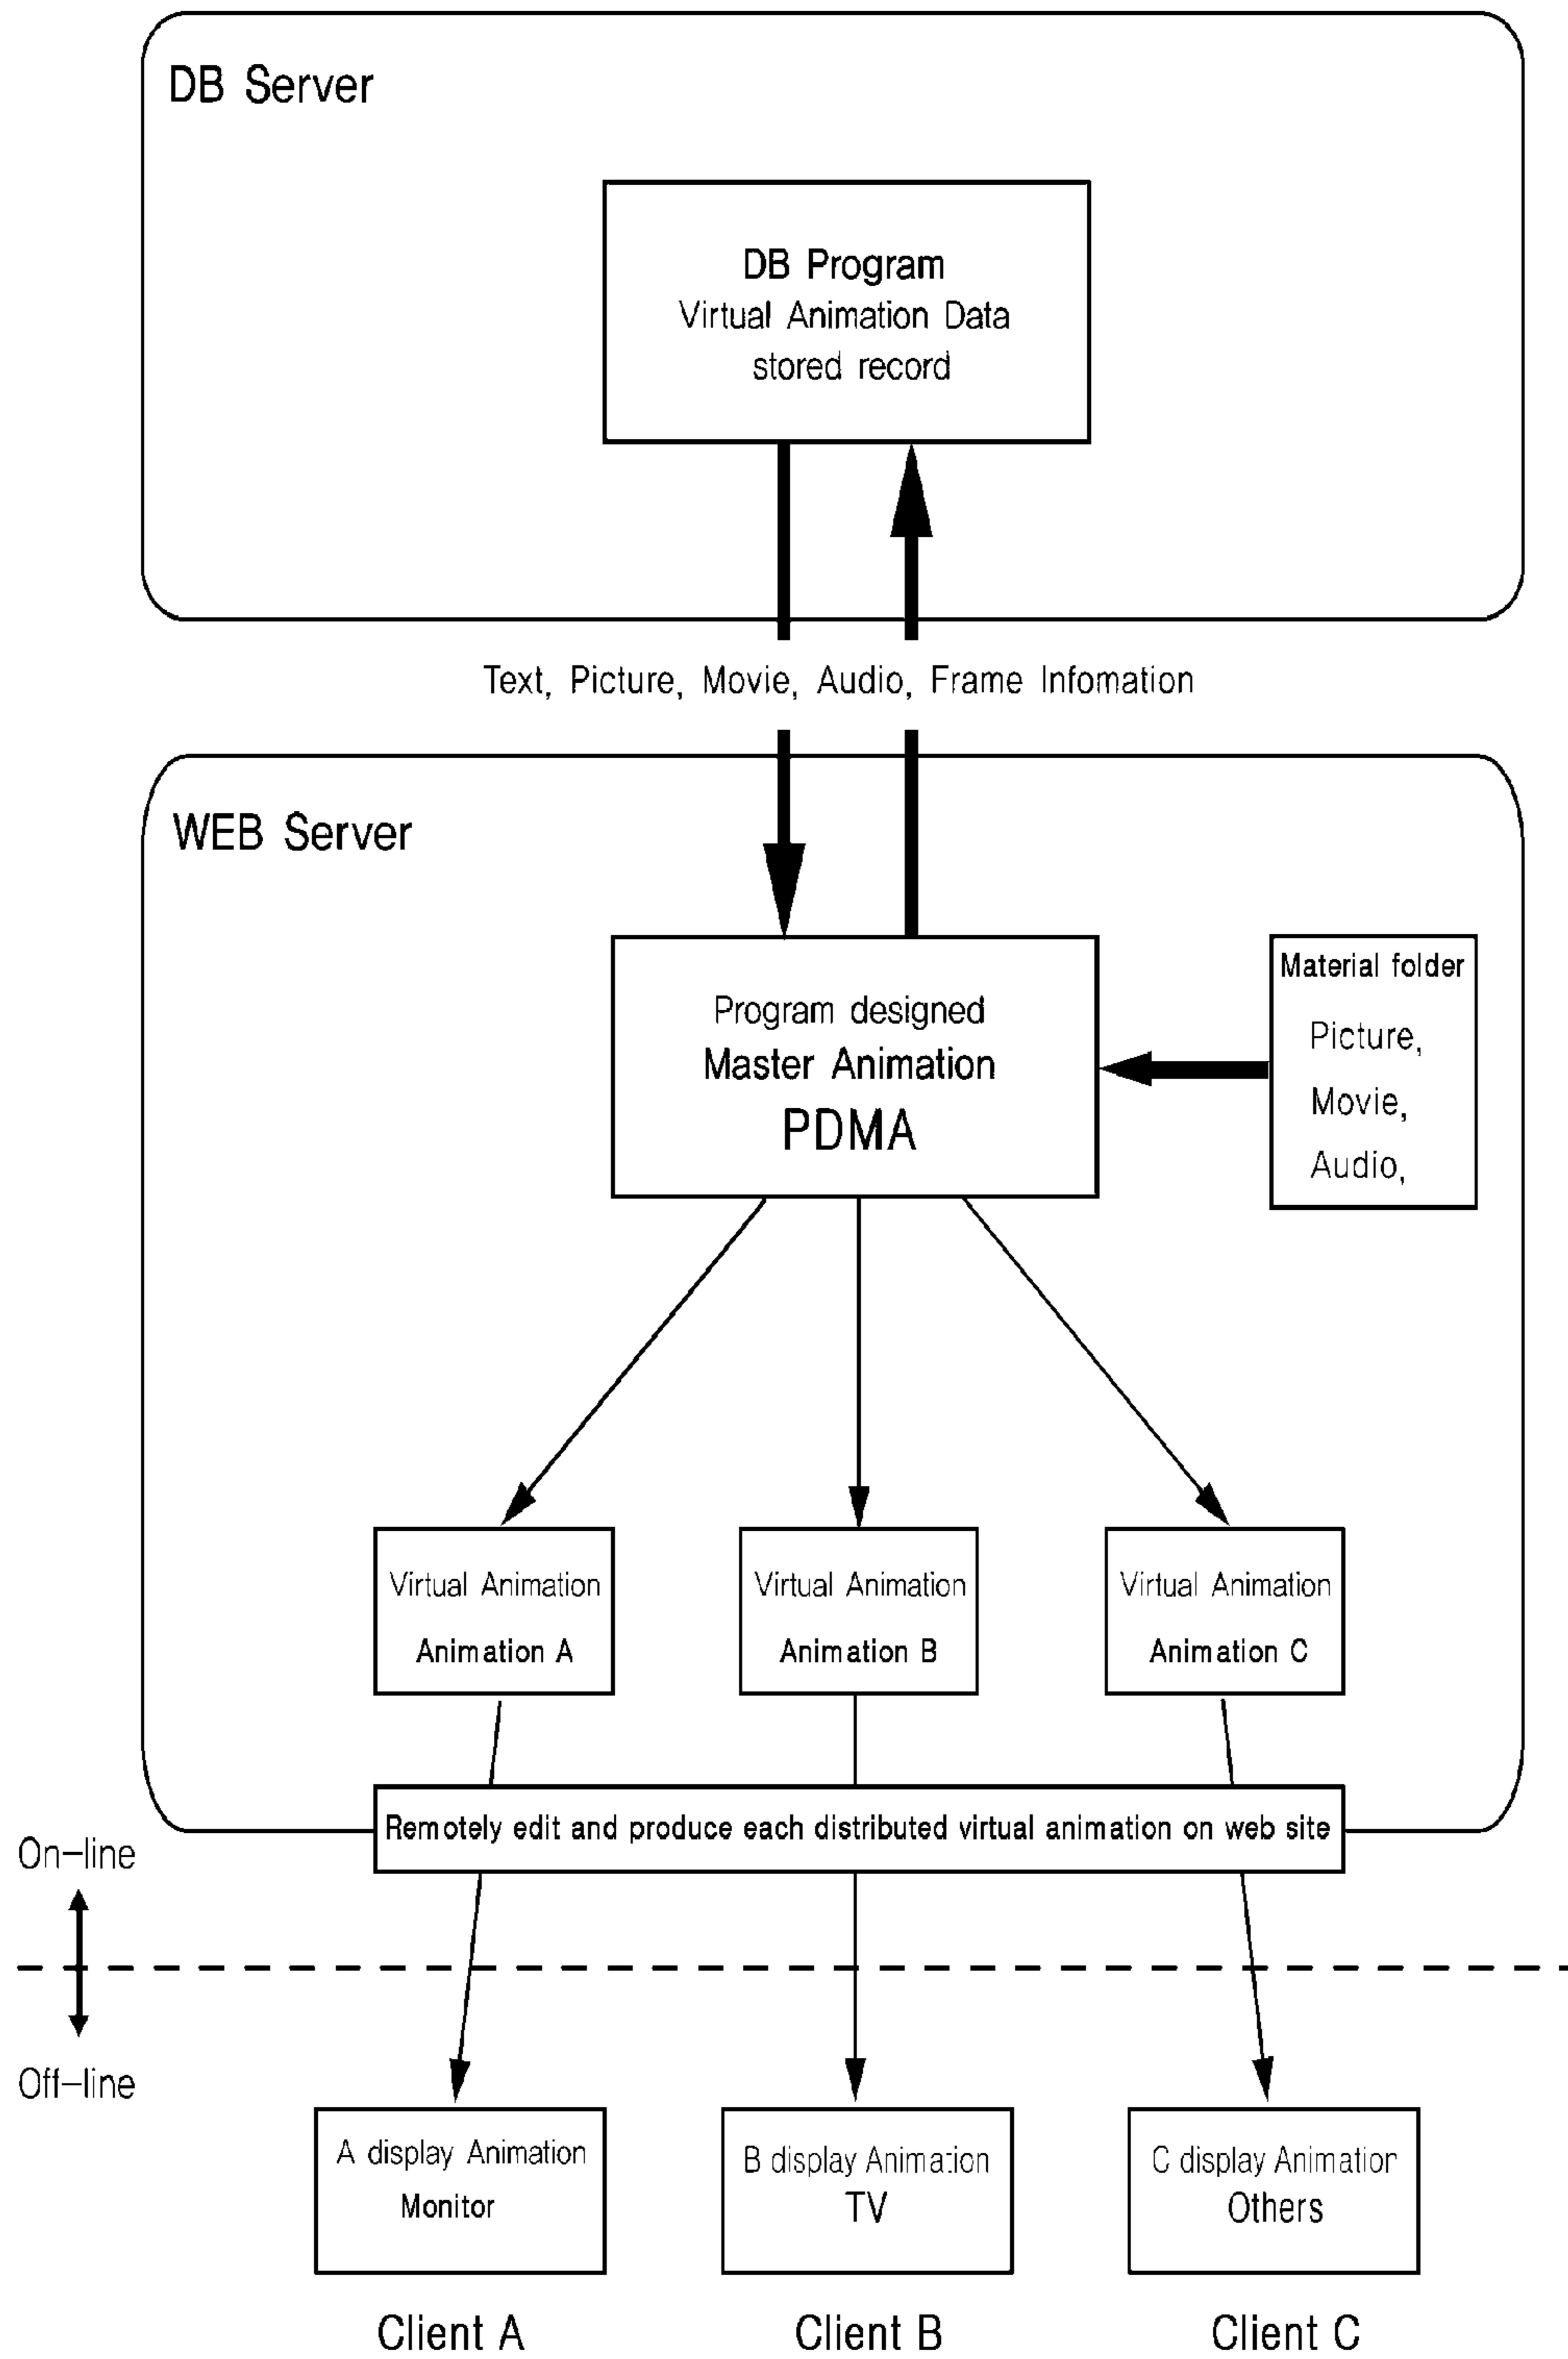 DB Server
DB Program
Virtual Animation Data
stored record
Text, Picture, Movie, Audio, Frame Infomation
WEB Server
Program designed
Master Animation
PDMA
Material folder
Picture,
Movie,
Audio,
Virtual Animation
Animation A
Virtual Animation
Animation B
Virtual Animation
Animation C
Remotely edit and produce each distributed virtual animation on web site
On-line
Off-line
A display Animation
Monitor
B display Animation
TV
C display Animation
Others
Client A
Client B
Client C